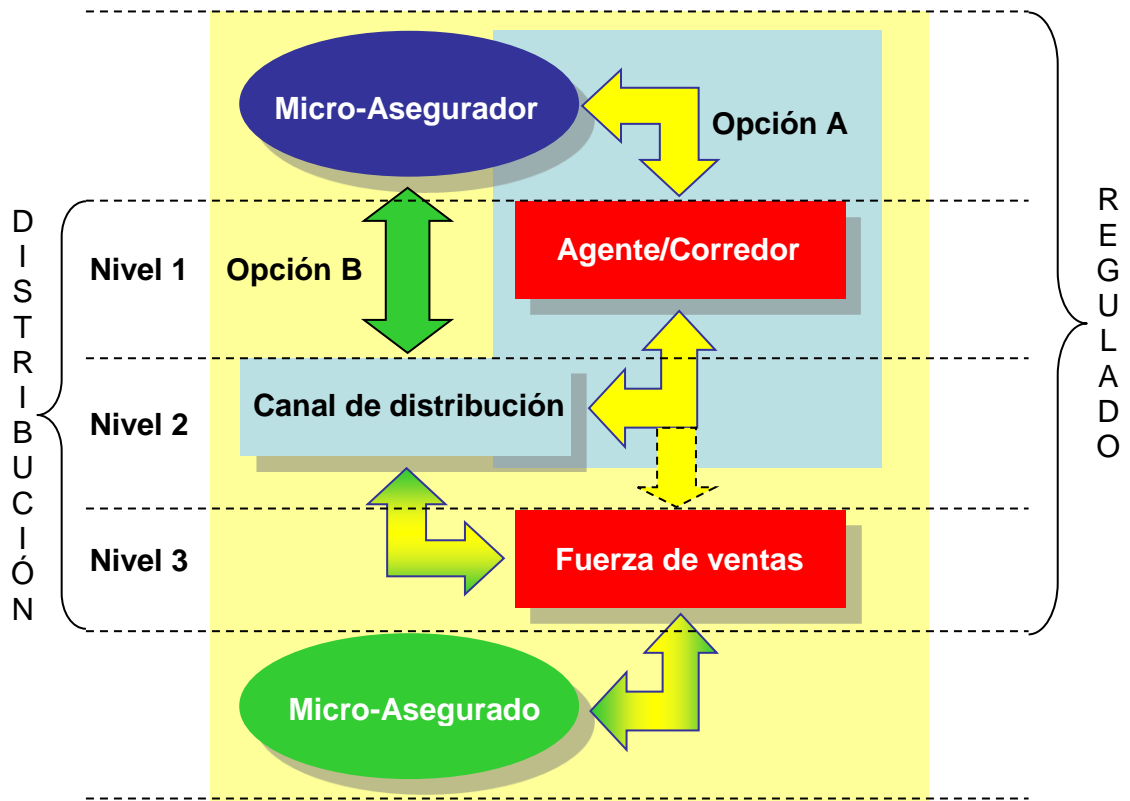 Micro-Asegurador
Opción A
DISTRIBUCIÓN
REGULADO
Nivel 1
Opción B
Agente/Corredor
Nivel 2
Canal de distribución
Nivel 3
Fuerza de ventas
Micro-Asegurado